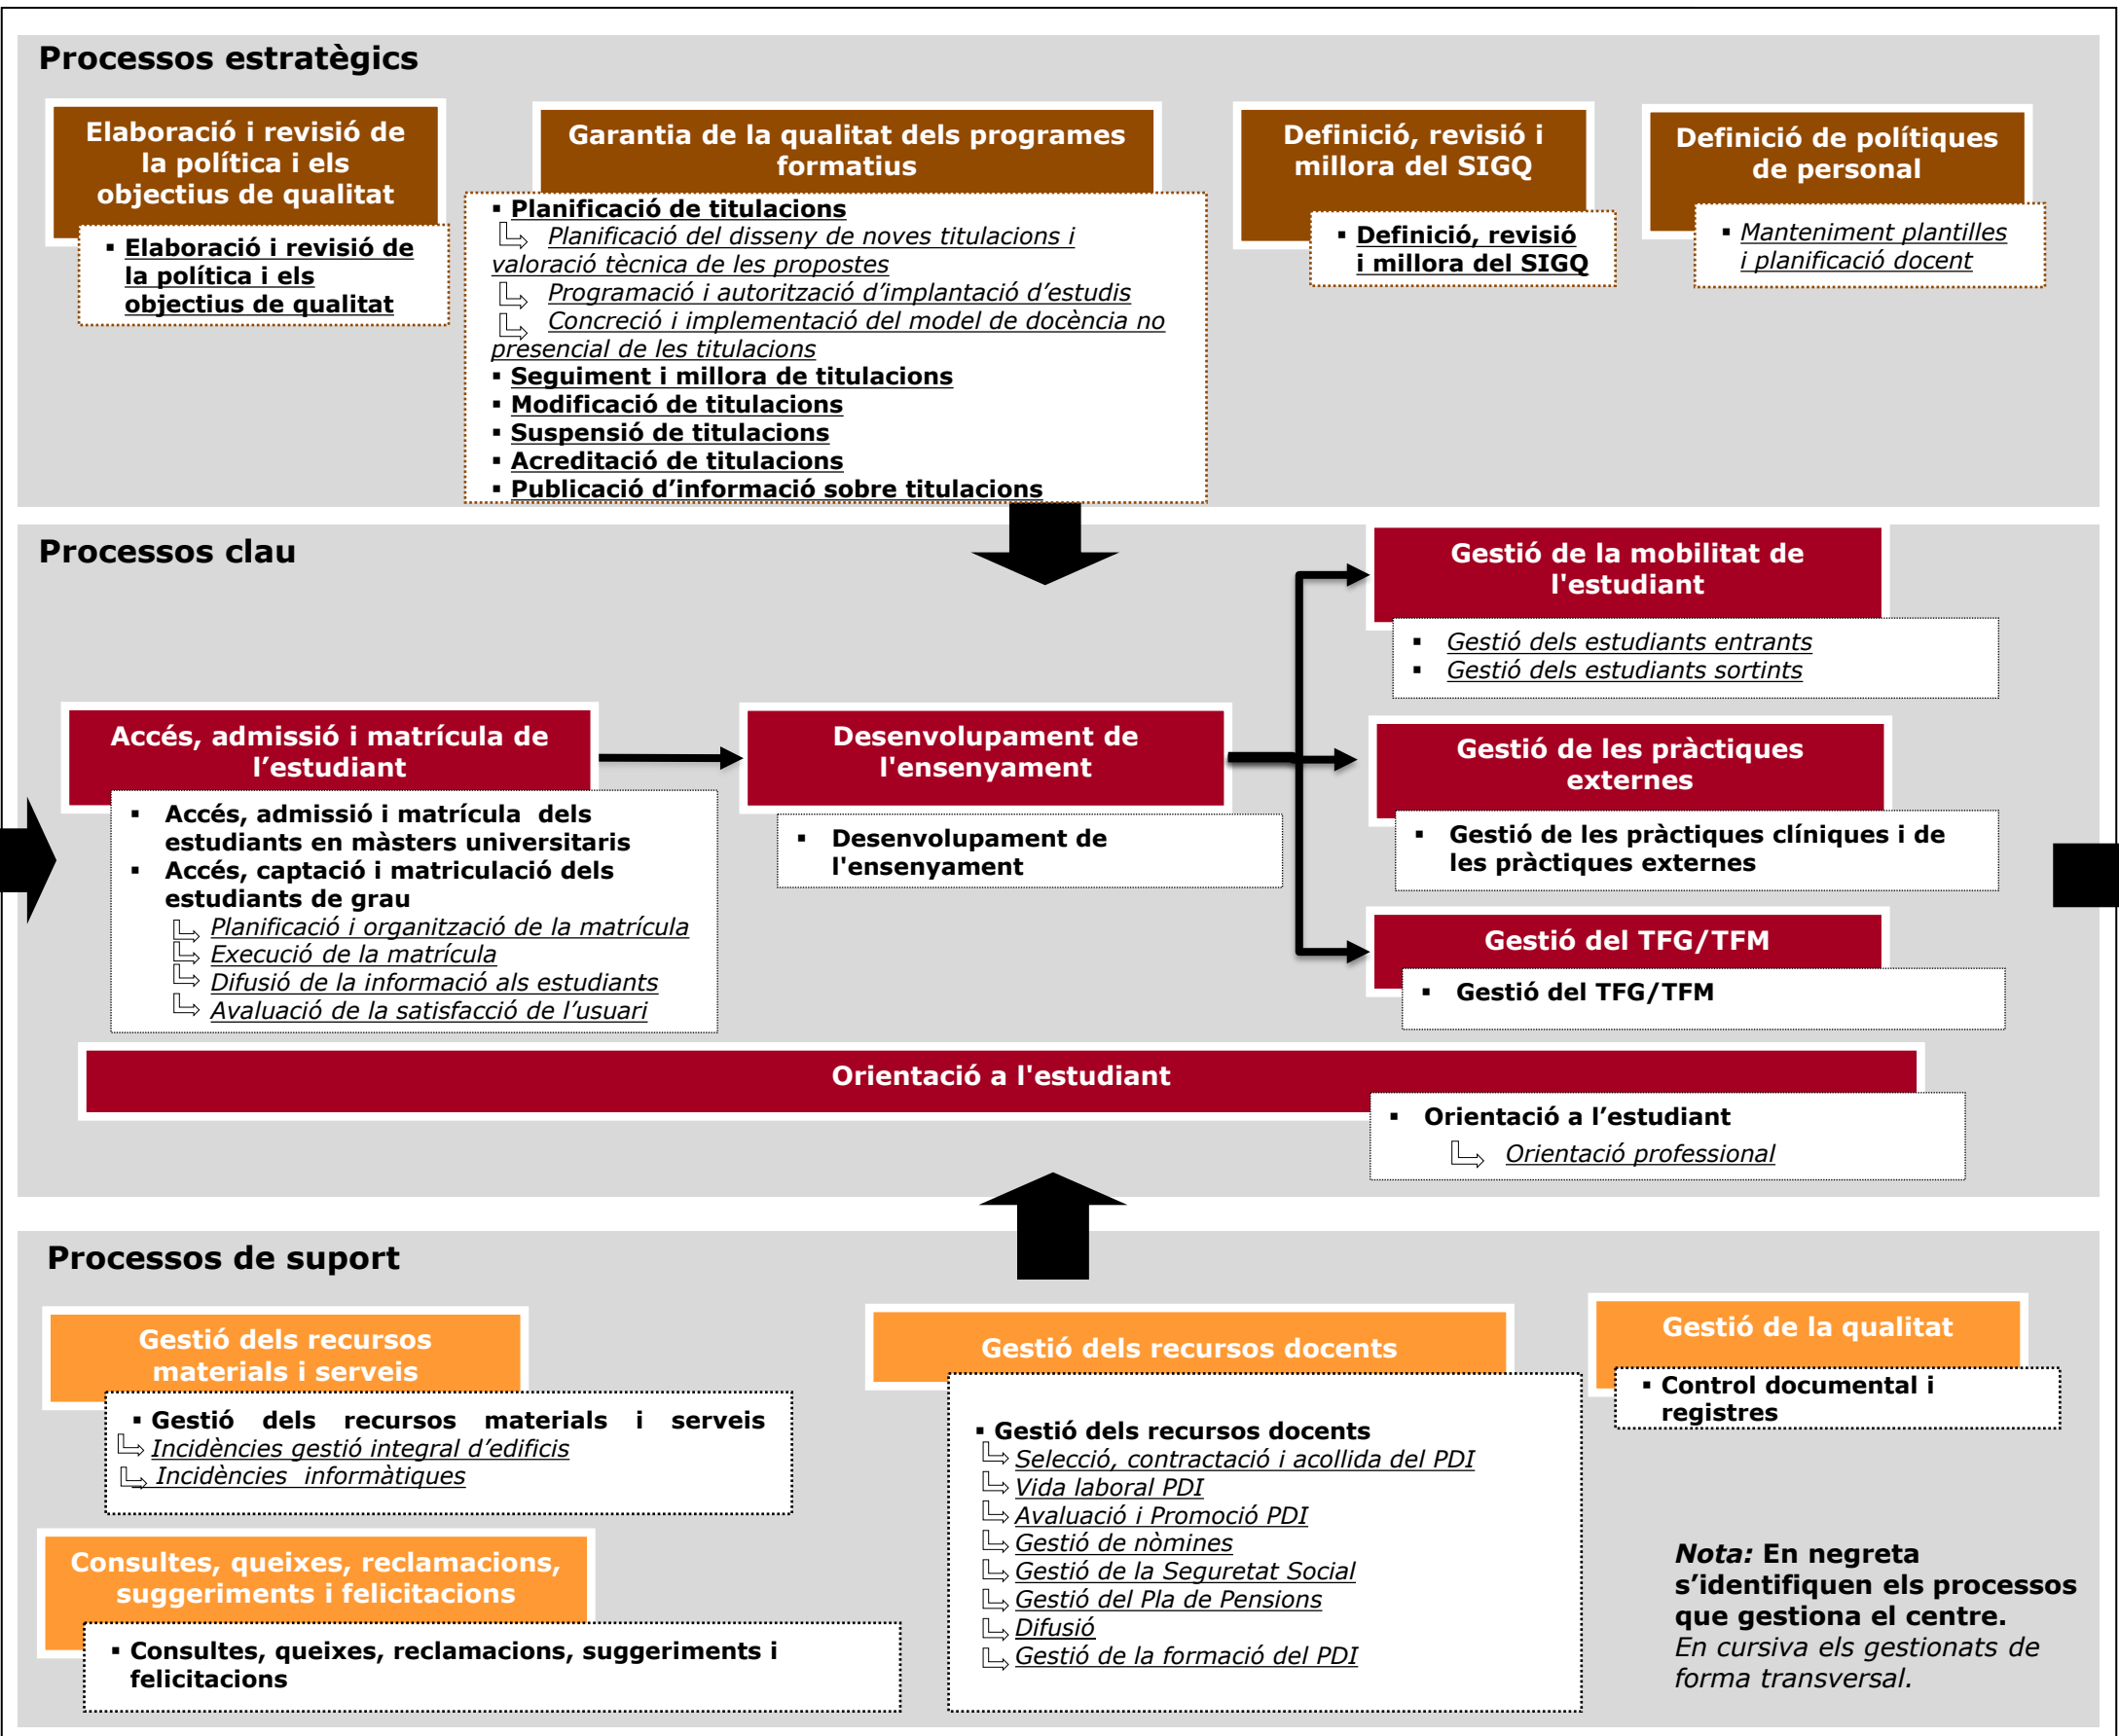 Processos estratègics
Elaboració i revisió de
la política i els
objectius de qualitat
▪ Elaboració i revisió de
la política i els
objectius de qualitat
Garantia de la qualitat dels programes
formatius
▪ Planificació de titulacions
Planificació del disseny de noves titulacions i
valoració tècnica de les propostes
Programació i autorització d’implantació d’estudis
Concreció i implementació del model de docència no
presencial de les titulacions
▪ Seguiment i millora de titulacions
▪ Modificació de titulacions
▪ Suspensió de titulacions
▪ Acreditació de titulacions
▪ Publicació d’informació sobre titulacions
Definició, revisió i
millora del SIGQ
▪ Definició, revisió
i millora del SIGQ
Definició de polítiques
de personal
▪ Manteniment plantilles
i planificació docent
Processos clau
Accés, admissió i matrícula de
l’estudiant
▪ Accés, admissió i matrícula dels
estudiants en màsters universitaris
▪ Accés, captació i matriculació dels
estudiants de grau
Planificació i organització de la matrícula
Execució de la matrícula
Difusió de la informació als estudiants
Avaluació de la satisfacció de l’usuari
Desenvolupament de
l'ensenyament
▪ Desenvolupament de
l'ensenyament
Gestió de la mobilitat de
l'estudiant
▪ Gestió dels estudiants entrants
▪ Gestió dels estudiants sortints
Gestió de les pràctiques
externes
▪ Gestió de les pràctiques clíniques i de
les pràctiques externes
Gestió del TFG/TFM
▪ Gestió del TFG/TFM
Orientació a l'estudiant
▪ Orientació a l’estudiant
Orientació professional
Processos de suport
Gestió dels recursos
materials i serveis
▪ Gestió dels recursos materials i serveis
Incidències gestió integral d’edificis
Incidències informàtiques
Consultes, queixes, reclamacions,
suggeriments i felicitacions
▪ Consultes, queixes, reclamacions, suggeriments i
felicitacions
Gestió dels recursos docents
▪ Gestió dels recursos docents
Selecció, contractació i acollida del PDI
Vida laboral PDI
Avaluació i Promoció PDI
Gestió de nòmines
Gestió de la Seguretat Social
Gestió del Pla de Pensions
Difusió
Gestió de la formació del PDI
Gestió de la qualitat
▪ Control documental i
registres
Nota: En negreta
s’identifiquen els processos
que gestiona el centre.
En cursiva els gestionats de
forma transversal.